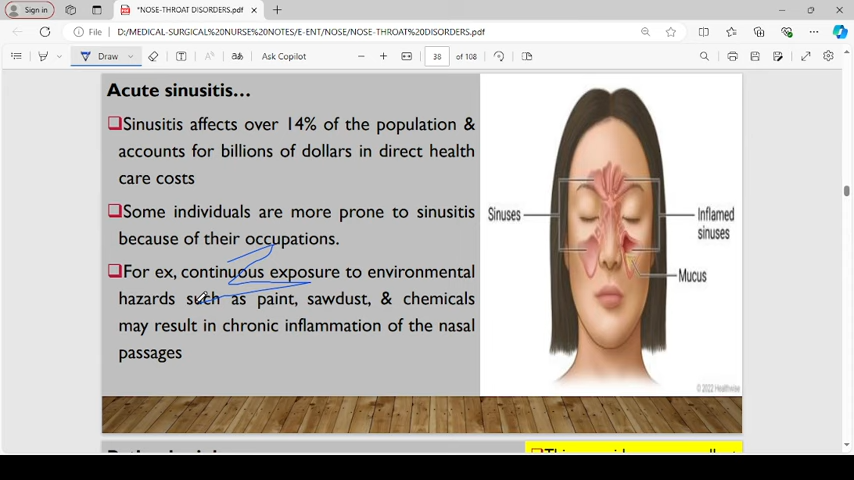 Sign in
*NOSE-THROAT DISORDERS.pdf
File
D:/MEDICAL-SURGICAL%20NURSE%20NOTES/E-ENT/NOSE/NOSE-THROAT%20DISORDERS.pdf
Draw
Ask Copilot
38 of 108
Acute sinusitis...
Sinusitis affects over 14% of the population &
accounts for billions of dollars in direct health
care costs
Some individuals are more prone to sinusitis
because of their occupations.
For ex, continuous exposure to environmental
hazards such as paint, sawdust, & chemicals
may result in chronic inflammation of the nasal
passages
Sinuses
Inflamed
sinuses
Mucus
© 2022 Healthwise